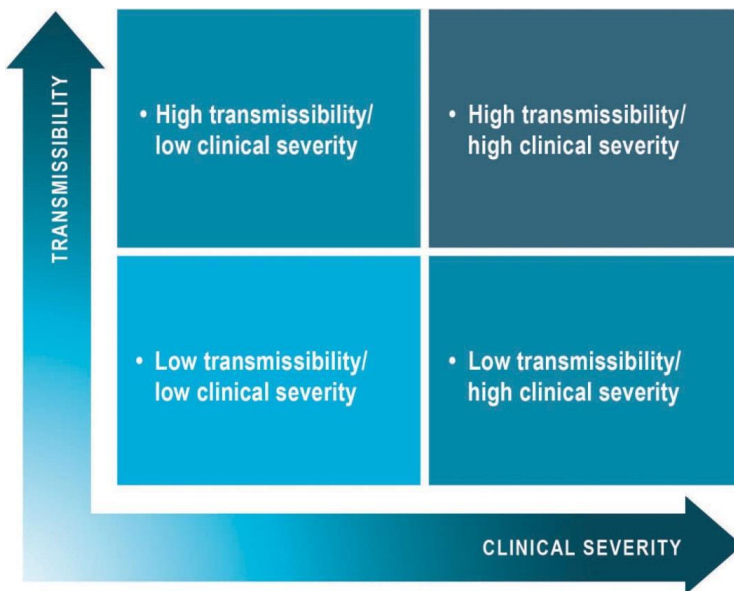 TRANSMISSIBILITY
• High transmissibility/
low clinical severity
• High transmissibility/
high clinical severity
• Low transmissibility/
low clinical severity
• Low transmissibility/
high clinical severity
CLINICAL SEVERITY